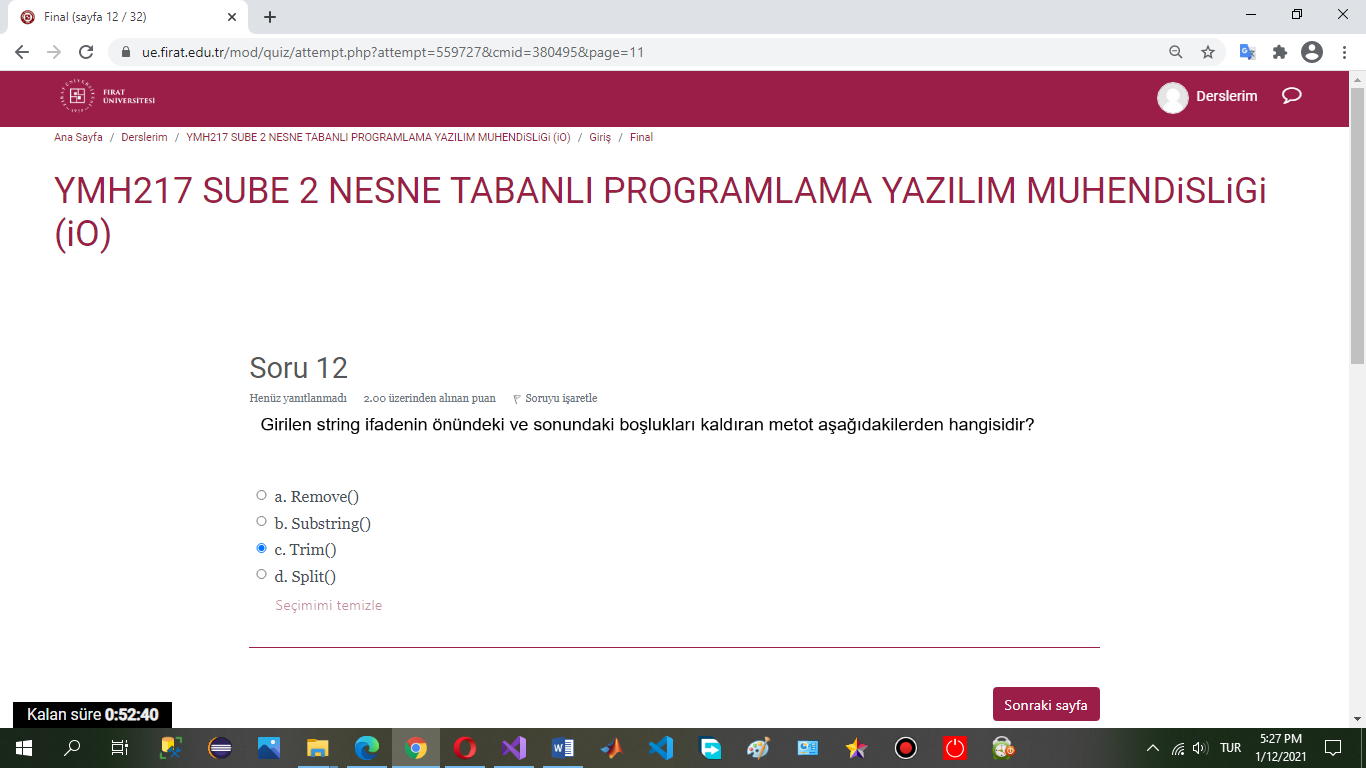 Final (sayfa 12 / 32)
ue.firat.edu.tr/mod/quiz/attempt.php?attempt=559727&cmid=380495&page=11
FIRAT
ÜNİVERSİTESİ
Derslerim
Ana Sayfa / Derslerim / YMH217 SUBE 2 NESNE TABANLI PROGRAMLAMA YAZILIM MUHENDiSLiGi (iO) / Giriş / Final
YMH217 SUBE 2 NESNE TABANLI PROGRAMLAMA YAZILIM MUHENDiSLiGi
(iO)
Soru 12
Henüz yanıtlanmadı 2.00 üzerinden alınan puan Soruyu işaretle
Girilen string ifadenin önündeki ve sonundaki boşlukları kaldıran metot aşağıdakilerden hangisidir?
a. Remove()
b. Substring()
c. Trim()
d. Split()
Seçimimi temizle
Sonraki sayfa
Kalan süre 0:52:40
TUR
5:27 PM
1/12/2021